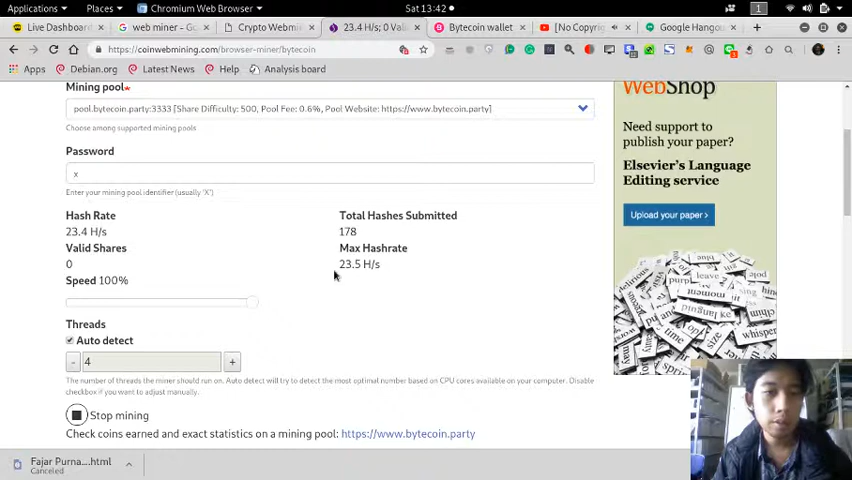 Applications
Places
Chromium Web Browser
Sat 13:42
1
Live Dashboard
web miner - Go
Crypto Webmin
23.4 H/s; 0 Vali
Bytecoin wallet
[No Copyrig
Google Hangou
https://coinwebmining.com/browser-miner/bytecoin
Apps
Debian.org
Latest News
Help
Analysis board
Mining pool*
pool.bytecoin.party:3333 [Share Difficulty: 500, Pool Fee: 0.6%, Pool Website: https://www.bytecoin.party]
Choose among supported mining pools
Password
x
Enter your mining pool identifier (usually 'X')
Hash Rate
23.4 H/s
Total Hashes Submitted
178
Valid Shares
0
Max Hashrate
23.5 H/s
Speed 100%
Threads
Auto detect
- 4 +
The number of threads the miner should run on. Auto detect will try to detect the most optimal number based on CPU cores available on your computer. Disable
checkbox if you want to adjust manually.
Stop mining
Check coins earned and exact statistics on a mining pool: https://www.bytecoin.party
WebShop
Need support to
publish your paper?
Elsevier's Language
Editing service
Upload your paper >
Fajar Purna....html
Canceled